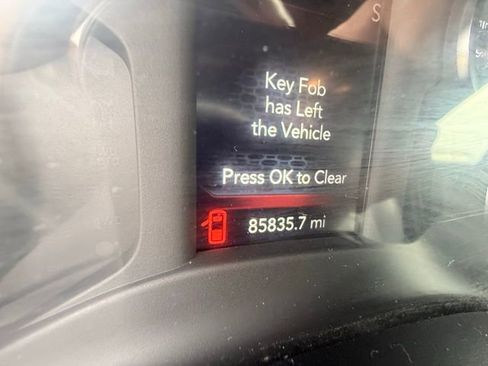 S
Key Fob
has Left
the Vehicle
Press OK to Clear
85835.7 mi